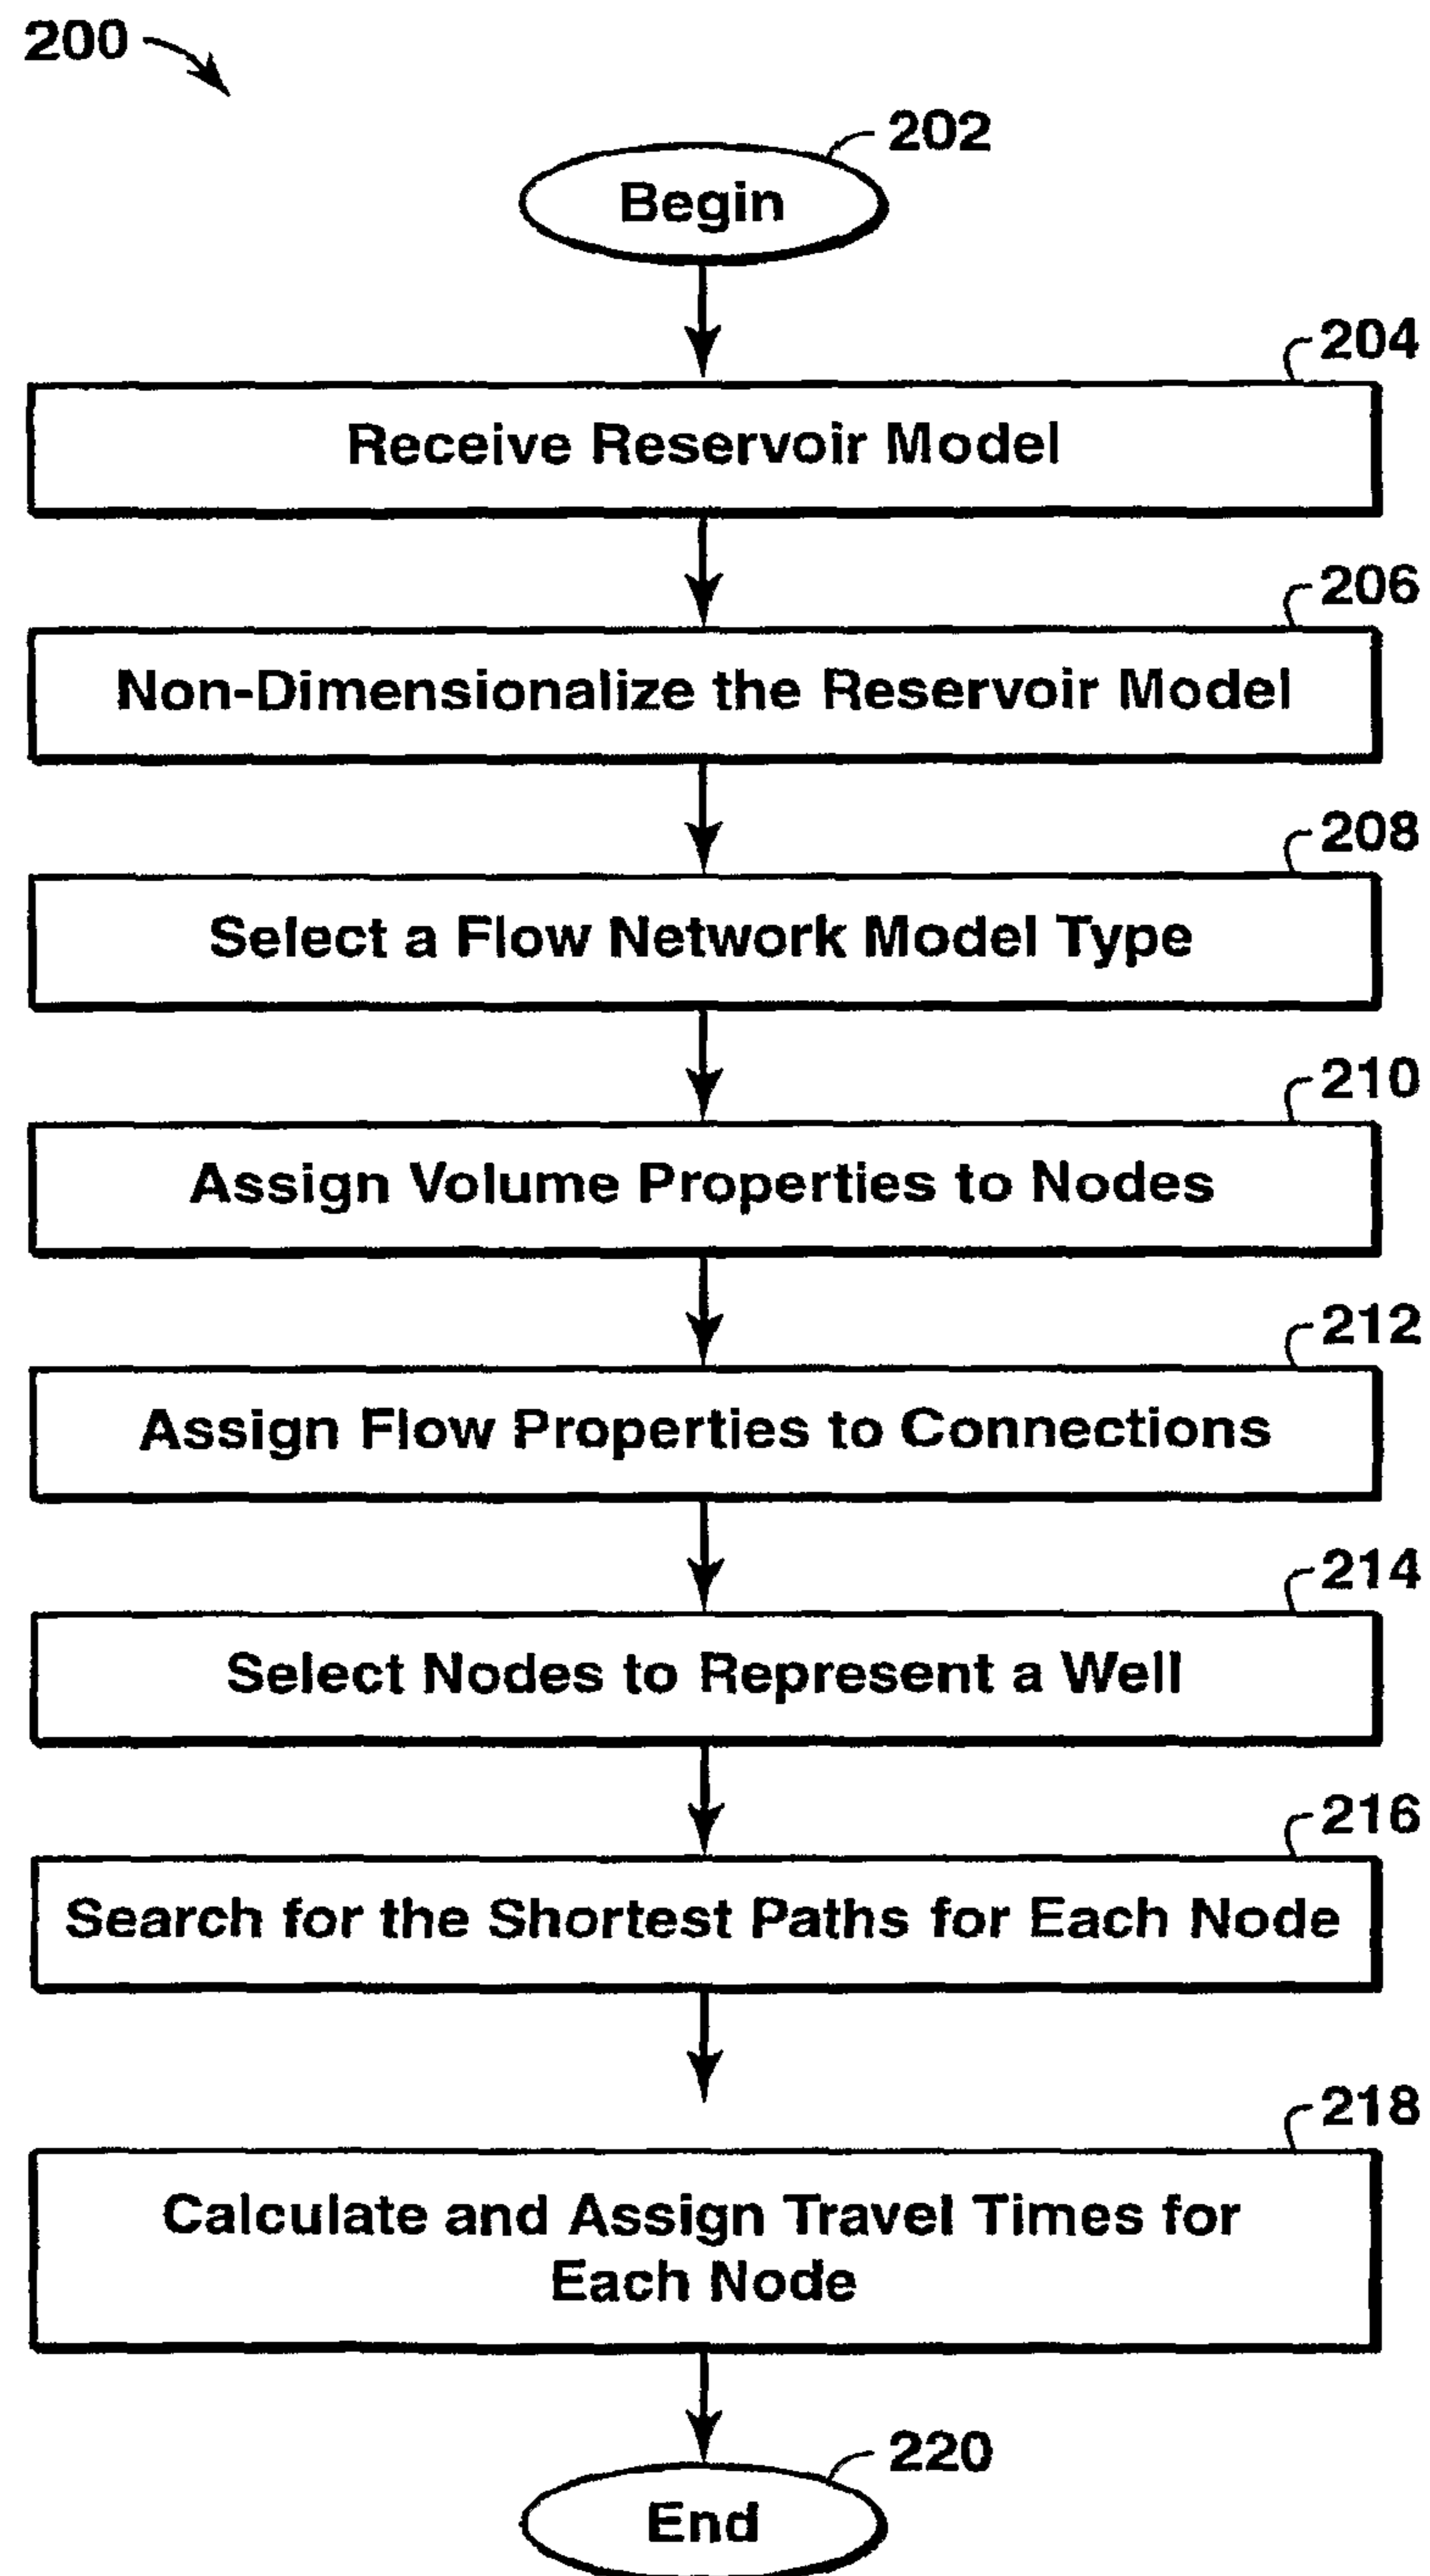 200
202
Begin
204
Receive Reservoir Model
206
Non-Dimensionalize the Reservoir Model
208
Select a Flow Network Model Type
210
Assign Volume Properties to Nodes
212
Assign Flow Properties to Connections
214
Select Nodes to Represent a Well
216
Search for the Shortest Paths for Each Node
218
Calculate and Assign Travel Times for
Each Node
220
End